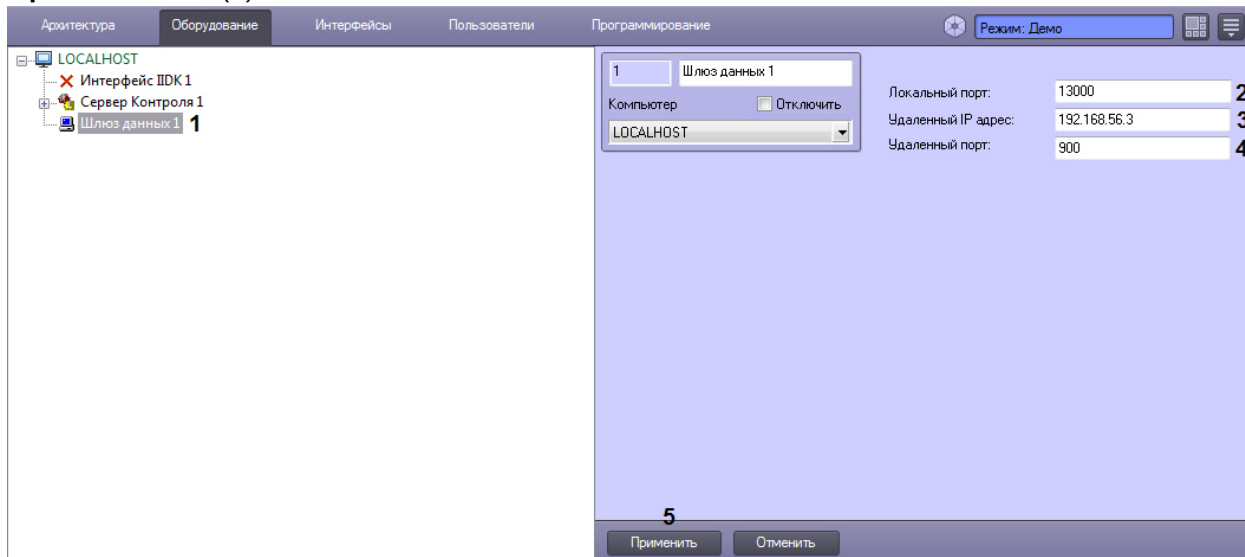 Архитектура Оборудование Интерфейсы Пользователи Программирование Режим: Демо
LOCALHOST
Интерфейс IIDK 1
Сервер Контроля 1
Шлюз данных 1 1
1 Шлюз данных 1
Компьютер Отключить
LOCALHOST
Локальный порт: 13000 2
Удаленный IP адрес: 192.168.56.3 3
Удаленный порт: 900 4
5
Применить Отменить